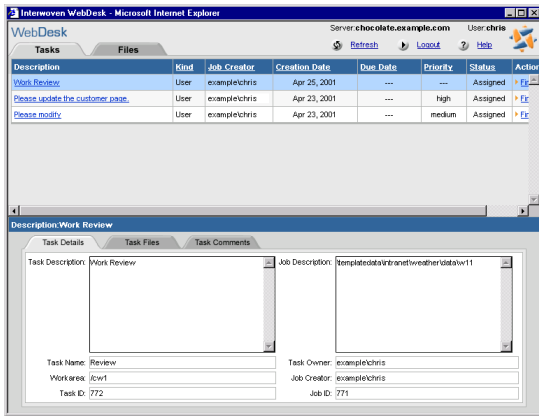 Interwoven WebDesk - Microsoft Internet Explorer
WebDesk
Server:chocolate.example.com User:chris
Refresh Logout Help
Tasks Files
Description Kind Job Creator Creation Date Due Date Priority Status Action
Work Review User example\chris Apr 25, 2001 --- --- Assigned Fir
Please update the customer page. User example\chris Apr 23, 2001 --- high Assigned Fir
Please modify User example\chris Apr 23, 2001 --- medium Assigned Fir
Description:Work Review
Task Details Task Files Task Comments
Task Description: Work Review Job Description: \templatedata\intranet\weather\data\w11
Task Name: Review Task Owner: example\chris
Workarea: /cw1 Job Creator: example\chris
Task ID: 772 Job ID: 771